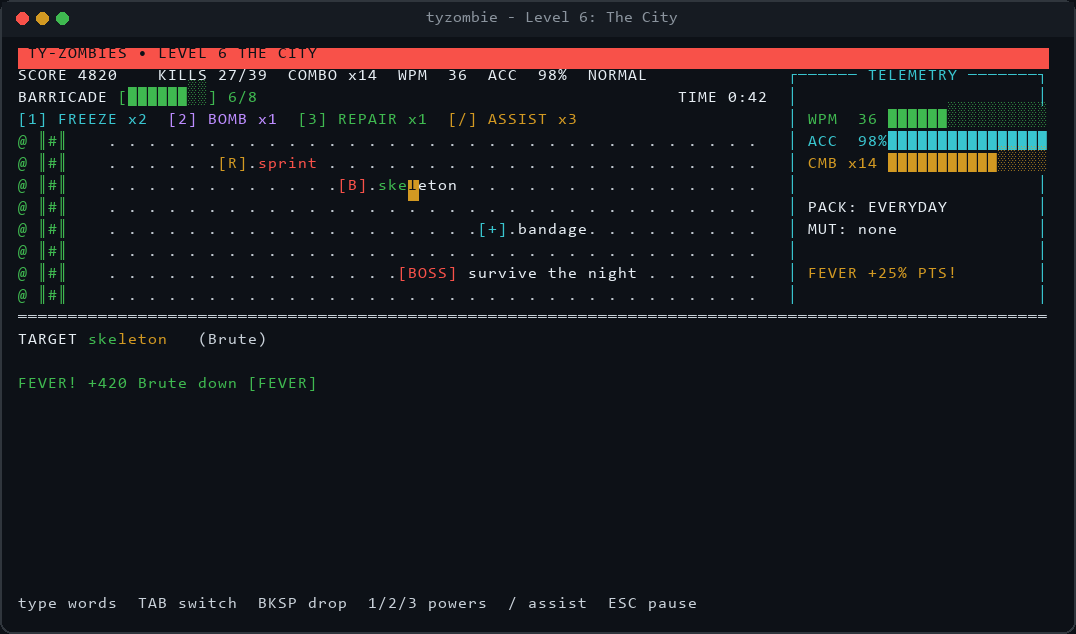 tyzombie - Level 6: The City
TY-ZOMBIES • LEVEL 6 THE CITY
SCORE 4820 KILLS 27/39 COMBO x14 WPM 36 ACC 98% NORMAL
TELEMETRY
BARRICADE [██████░░] 6/8 TIME 0:42
[1] FREEZE x2 [2] BOMB x1 [3] REPAIR x1 [/] ASSIST x3
WPM 36
@ ║#║ . . . . . . . . . . . . . . . . . . . . . . . . . . . . . . . . .
ACC 98%
@ ║#║ . . . . . .[R].sprint . . . . . . . . . . . . . . . . . . . . . .
CMB x14
@ ║#║ . . . . . . . . . . . .[B].skeleton . . . . . . . . . . . . . . .
@ ║#║ . . . . . . . . . . . . . . . . . . . . . . . . . . . . . . . . .
PACK: EVERYDAY
@ ║#║ . . . . . . . . . . . . . . . . . . .[+].bandage. . . . . . . . .
MUT: none
@ ║#║ . . . . . . . . . . . . . . . . . . . . . . . . . . . . . . . . .
@ ║#║ . . . . . . . . . . . . . . .[BOSS] survive the night . . . . . .
FEVER +25% PTS!
@ ║#║ . . . . . . . . . . . . . . . . . . . . . . . . . . . . . . . . .
TARGET skeleton (Brute)
FEVER! +420 Brute down [FEVER]
type words TAB switch BKSP drop 1/2/3 powers / assist ESC pause